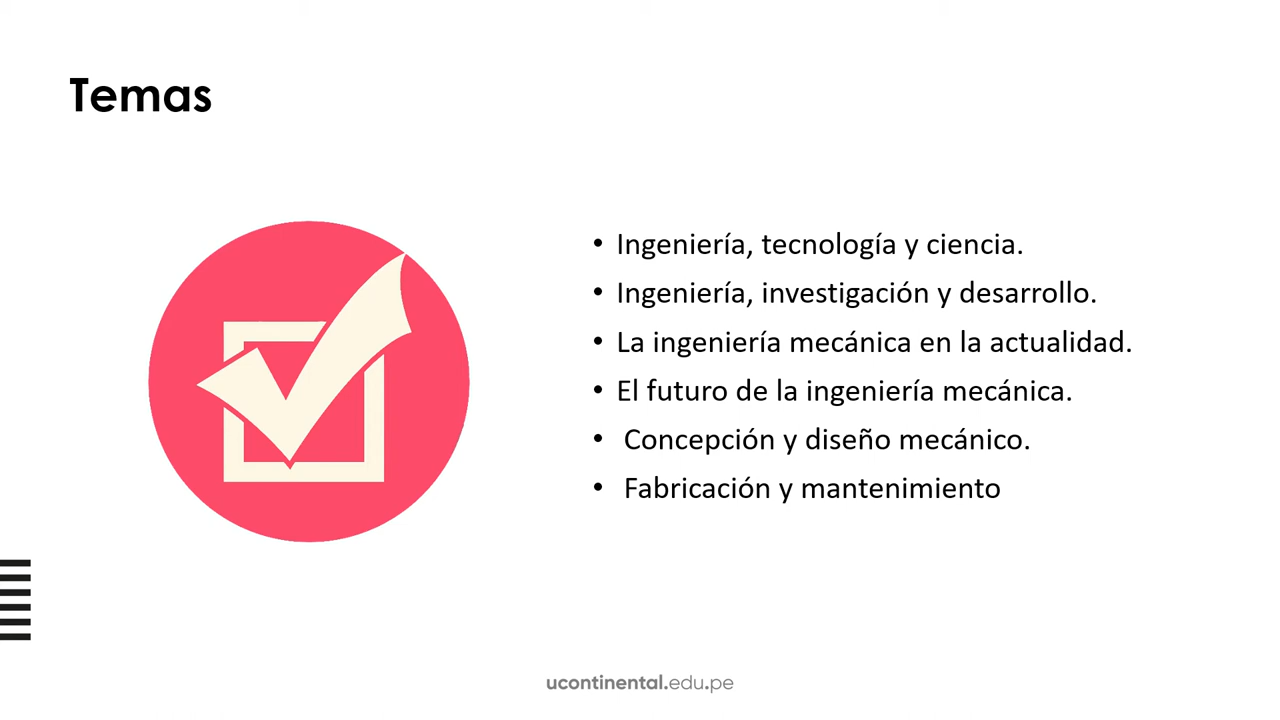 Temas
• Ingeniería, tecnología y ciencia.
• Ingeniería, investigación y desarrollo.
• La ingeniería mecánica en la actualidad.
• El futuro de la ingeniería mecánica.
• Concepción y diseño mecánico.
• Fabricación y mantenimiento
ucontinental.edu.pe